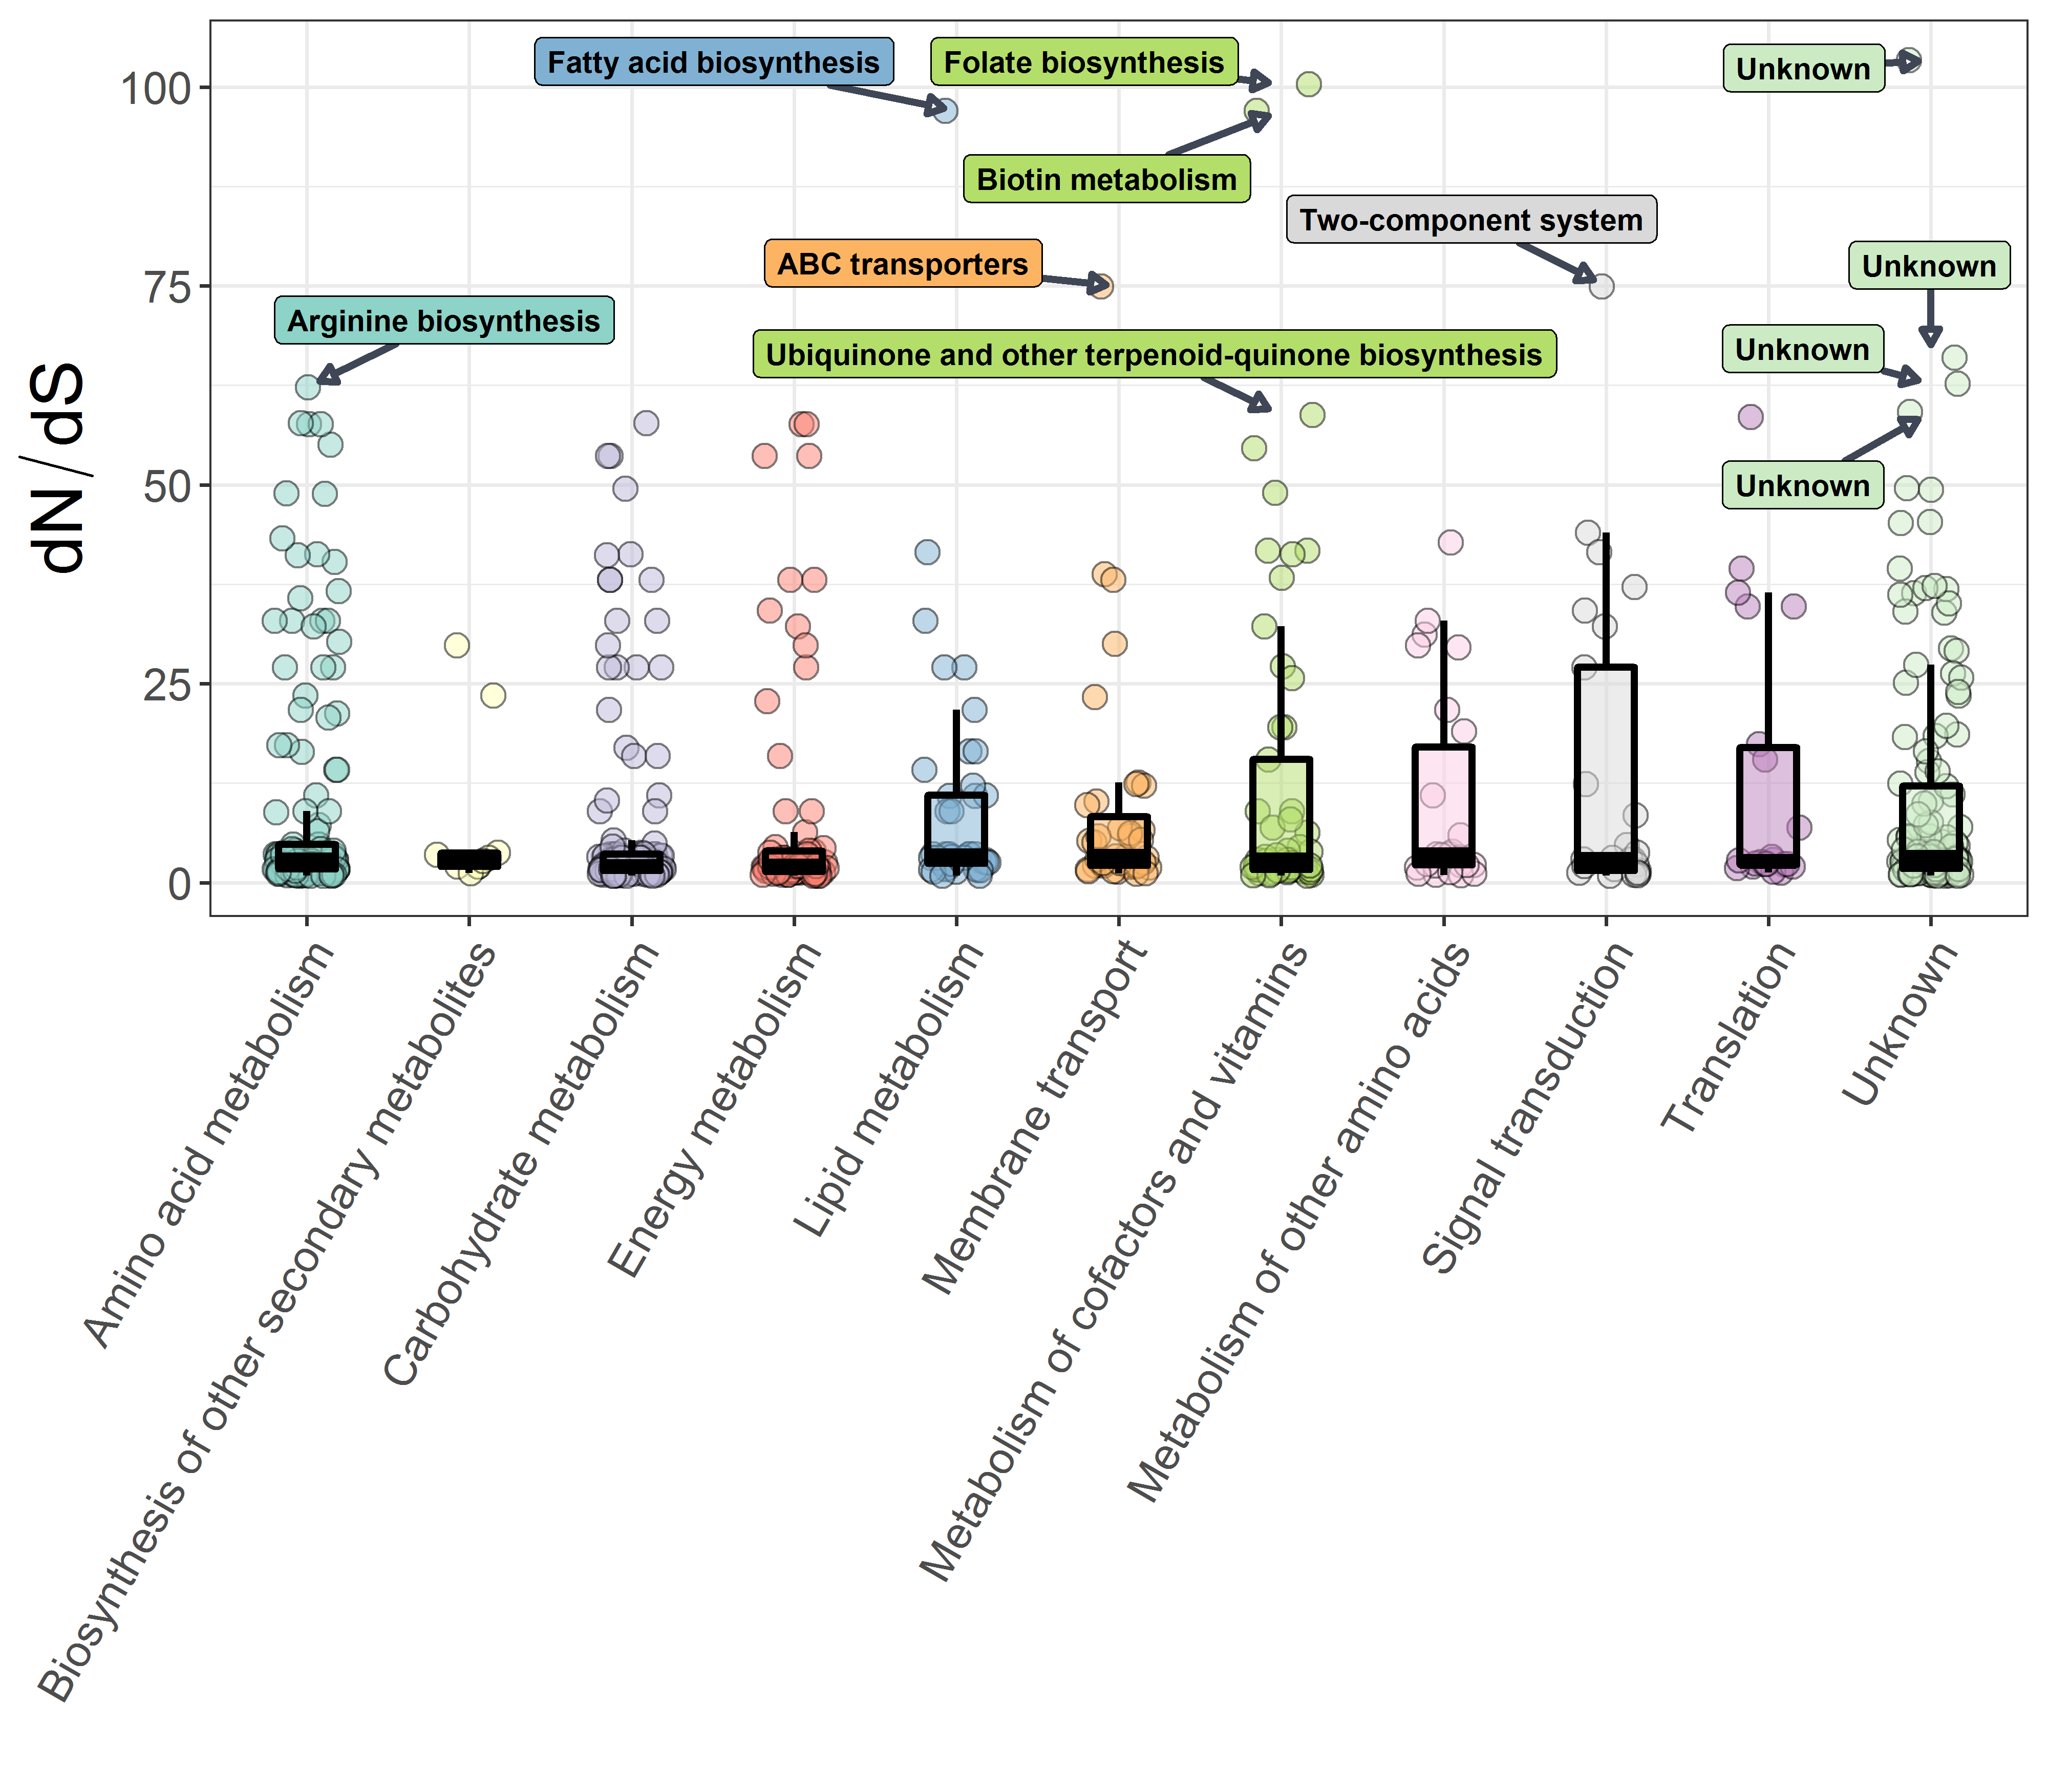 Fatty acid biosynthesis
Folate biosynthesis
Unknown
Biotin metabolism
Two-component system
ABC transporters
Unknown
Arginine biosynthesis
Ubiquinone and other terpenoid-quinone biosynthesis
Unknown
Unknown
dN / dS
100
75
50
25
0
Amino acid metabolism
Biosynthesis of other secondary metabolites
Carbohydrate metabolism
Energy metabolism
Lipid metabolism
Membrane transport
Metabolism of cofactors and vitamins
Metabolism of other amino acids
Signal transduction
Translation
Unknown